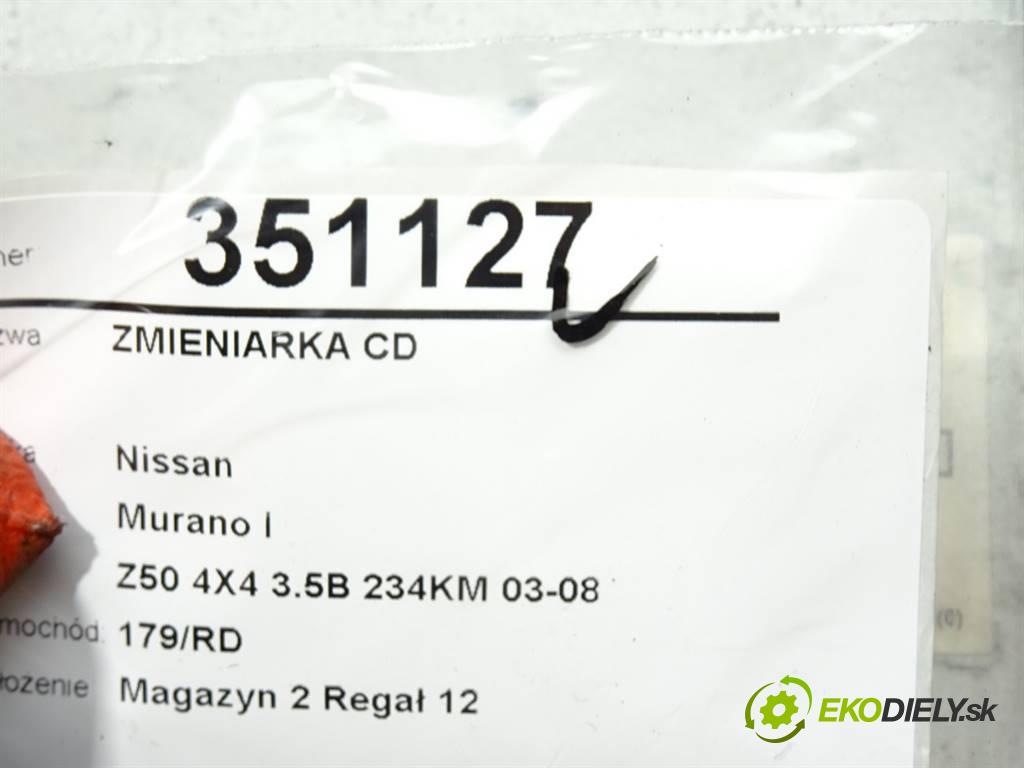 351127
ZMIENIARKA CD
Nissan
Murano I
Z50 4X4 3.5B 234KM 03-08
179/RD
Magazyn 2 Regał 12
EKODIELY.sk